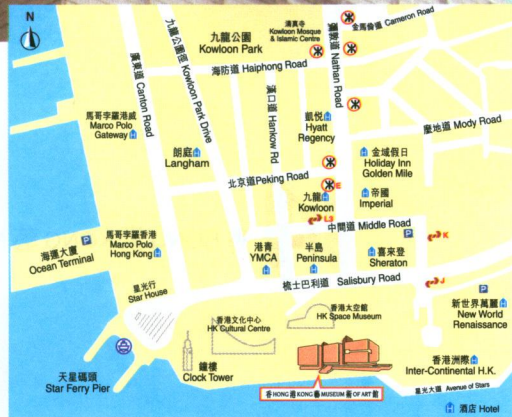 N
九龍公園
Kowloon Park
清真寺
Kowloon Mosque
& Islamic Centre
金馬倫道 Cameron Road
廣東道 Canton Road
九龍公園徑 Kowloon Park Drive
海防道 Haiphong Road
漢口道 Hankow Rd
彌敦道 Nathan Road
麼地道 Mody Road
馬哥孛羅港威
Marco Polo
Gateway
朗庭
Langham
凱悅
Hyatt
Regency
金域假日
Holiday Inn
Golden Mile
北京道 Peking Road
E
九龍
Kowloon
帝國
Imperial
L3
中間道 Middle Road
K
海運大廈
Ocean Terminal
P
馬哥孛羅香港
Marco Polo
Hong Kong
港青
YMCA
半島
Peninsula
喜來登
Sheraton
P
星光行
Star House
梳士巴利道 Salisbury Road
J
P
新世界萬麗
New World
Renaissance
香港文化中心
HK Cultural Centre
香港太空館
HK Space Museum
天星碼頭
Star Ferry Pier
鐘樓
Clock Tower
香港洲際
Inter-Continental H.K.
香 HONG 港 KONG 藝 MUSEUM 術 OF ART 館
星光大道 Avenue of Stars
酒店 Hotel